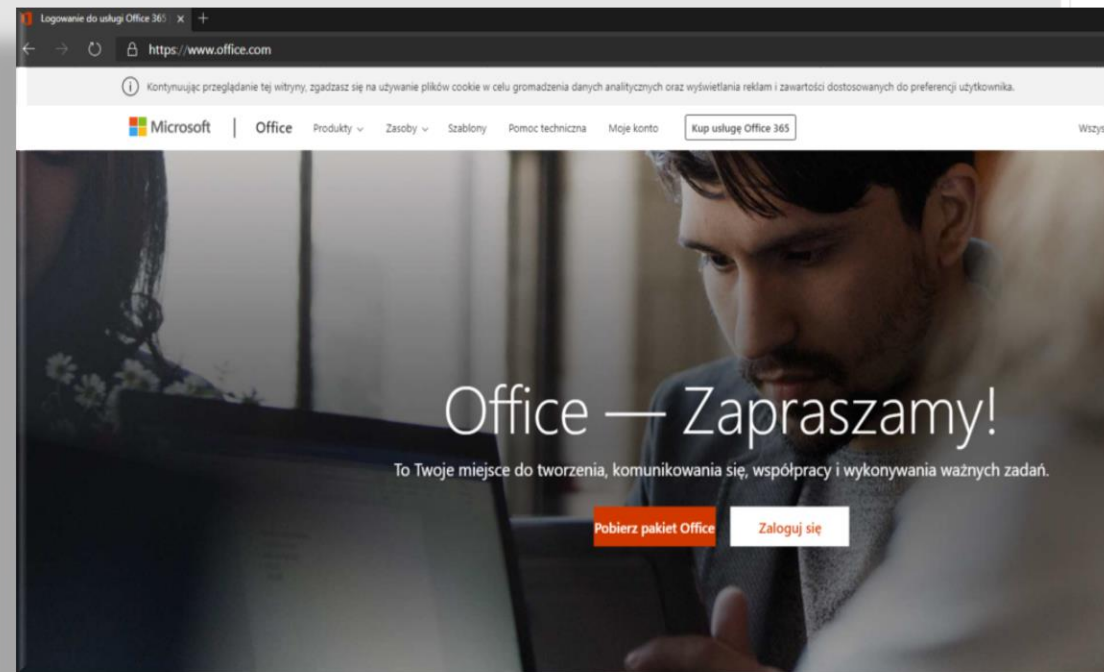 Logowanie do usługi Office 365
https://www.office.com
Kontynuując przeglądanie tej witryny, zgadzasz się na używanie plików cookie w celu gromadzenia danych analitycznych oraz wyświetlania reklam i zawartości dostosowanych do preferencji użytkownika.
Microsoft | Office Produkty Zasoby Szablony Pomoc techniczna Moje konto Kup usługę Office 365 Wszys
Office — Zapraszamy!
To Twoje miejsce do tworzenia, komunikowania się, współpracy i wykonywania ważnych zadań.
Pobierz pakiet Office Zaloguj się